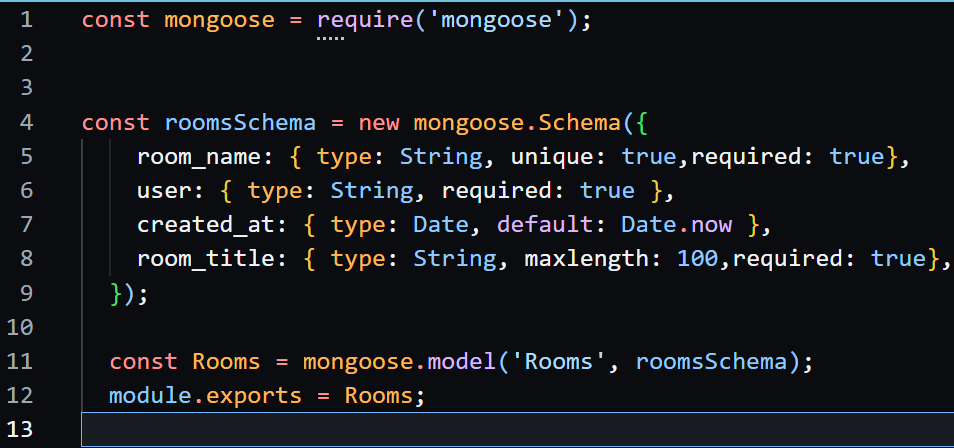 1 const mongoose = require('mongoose');
2
3
4 const roomsSchema = new mongoose.Schema({
5 room_name: { type: String, unique: true,required: true},
6 user: { type: String, required: true },
7 created_at: { type: Date, default: Date.now },
8 room_title: { type: String, maxlength: 100,required: true},
9 });
10
11 const Rooms = mongoose.model('Rooms', roomsSchema);
12 module.exports = Rooms;
13